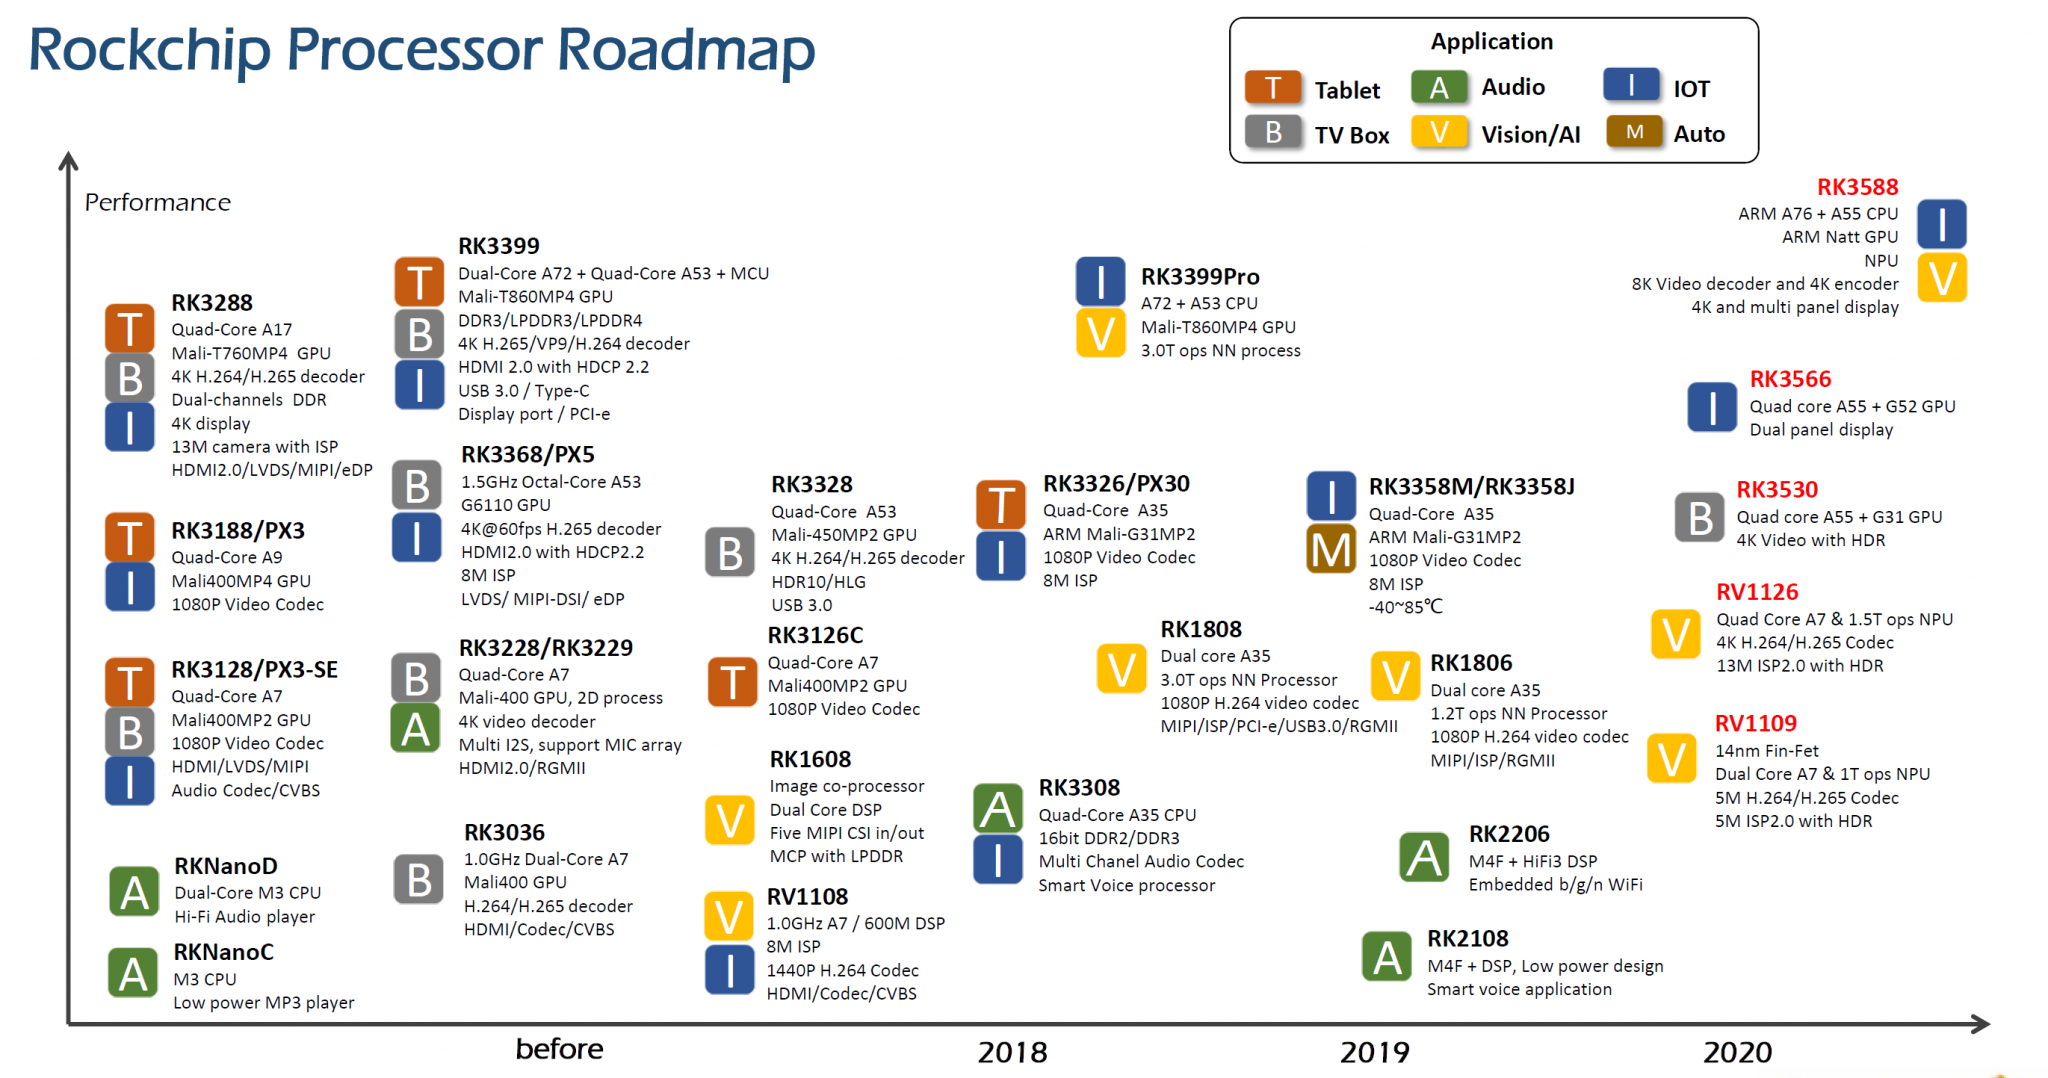 Rockchip Processor Roadmap
Application
T Tablet
A Audio
I IOT
B TV Box
V Vision/AI
M Auto
Performance
T
B
I
RK3288
Quad-Core A17
Mali-T760MP4 GPU
4K H.264/H.265 decoder
Dual-channels DDR
4K display
13M camera with ISP
HDMI2.0/LVDS/MIPI/eDP
T
I
RK3188/PX3
Quad-Core A9
Mali400MP4 GPU
1080P Video Codec
T
B
I
RK3128/PX3-SE
Quad-Core A7
Mali400MP2 GPU
1080P Video Codec
HDMI/LVDS/MIPI
Audio Codec/CVBS
A
RKNanoD
Dual-Core M3 CPU
Hi-Fi Audio player
A
RKNanoC
M3 CPU
Low power MP3 player
T
B
I
RK3399
Dual-Core A72 + Quad-Core A53 + MCU
Mali-T860MP4 GPU
DDR3/LPDDR3/LPDDR4
4K H.265/VP9/H.264 decoder
HDMI 2.0 with HDCP 2.2
USB 3.0 / Type-C
Display port / PCI-e
B
I
RK3368/PX5
1.5GHz Octal-Core A53
G6110 GPU
4K@60fps H.265 decoder
HDMI2.0 with HDCP2.2
8M ISP
LVDS/ MIPI-DSI/ eDP
B
A
RK3228/RK3229
Quad-Core A7
Mali-400 GPU, 2D process
4K video decoder
Multi I2S, support MIC array
HDMI2.0/RGMII
B
RK3036
1.0GHz Dual-Core A7
Mali400 GPU
H.264/H.265 decoder
HDMI/Codec/CVBS
B
RK3328
Quad-Core A53
Mali-450MP2 GPU
4K H.264/H.265 decoder
HDR10/HLG
USB 3.0
T
RK3126C
Quad-Core A7
Mali400MP2 GPU
1080P Video Codec
V
RK1608
Image co-processor
Dual Core DSP
Five MIPI CSI in/out
MCP with LPDDR
V
I
RV1108
1.0GHz A7 / 600M DSP
8M ISP
1440P H.264 Codec
HDMI/Codec/CVBS
I
V
RK3399Pro
A72 + A53 CPU
Mali-T860MP4 GPU
3.0T ops NN process
T
I
RK3326/PX30
Quad-Core A35
ARM Mali-G31MP2
1080P Video Codec
8M ISP
V
RK1808
Dual core A35
3.0T ops NN Processor
1080P H.264 video codec
MIPI/ISP/PCI-e/USB3.0/RGMII
A
I
RK3308
Quad-Core A35 CPU
16bit DDR2/DDR3
Multi Chanel Audio Codec
Smart Voice processor
I
M
RK3358M/RK3358J
Quad-Core A35
ARM Mali-G31MP2
1080P Video Codec
8M ISP
-40~85℃
V
RK1806
Dual core A35
1.2T ops NN Processor
1080P H.264 video codec
MIPI/ISP/RGMII
A
RK2206
M4F + HiFi3 DSP
Embedded b/g/n WiFi
A
RK2108
M4F + DSP, Low power design
Smart voice application
RK3588
ARM A76 + A55 CPU
ARM Natt GPU
NPU
8K Video decoder and 4K encoder
4K and multi panel display
I
V
I
RK3566
Quad core A55 + G52 GPU
Dual panel display
B
RK3530
Quad core A55 + G31 GPU
4K Video with HDR
V
RV1126
Quad Core A7 & 1.5T ops NPU
4K H.264/H.265 Codec
13M ISP2.0 with HDR
V
RV1109
14nm Fin-Fet
Dual Core A7 & 1T ops NPU
5M H.264/H.265 Codec
5M ISP2.0 with HDR
before
2018
2019
2020